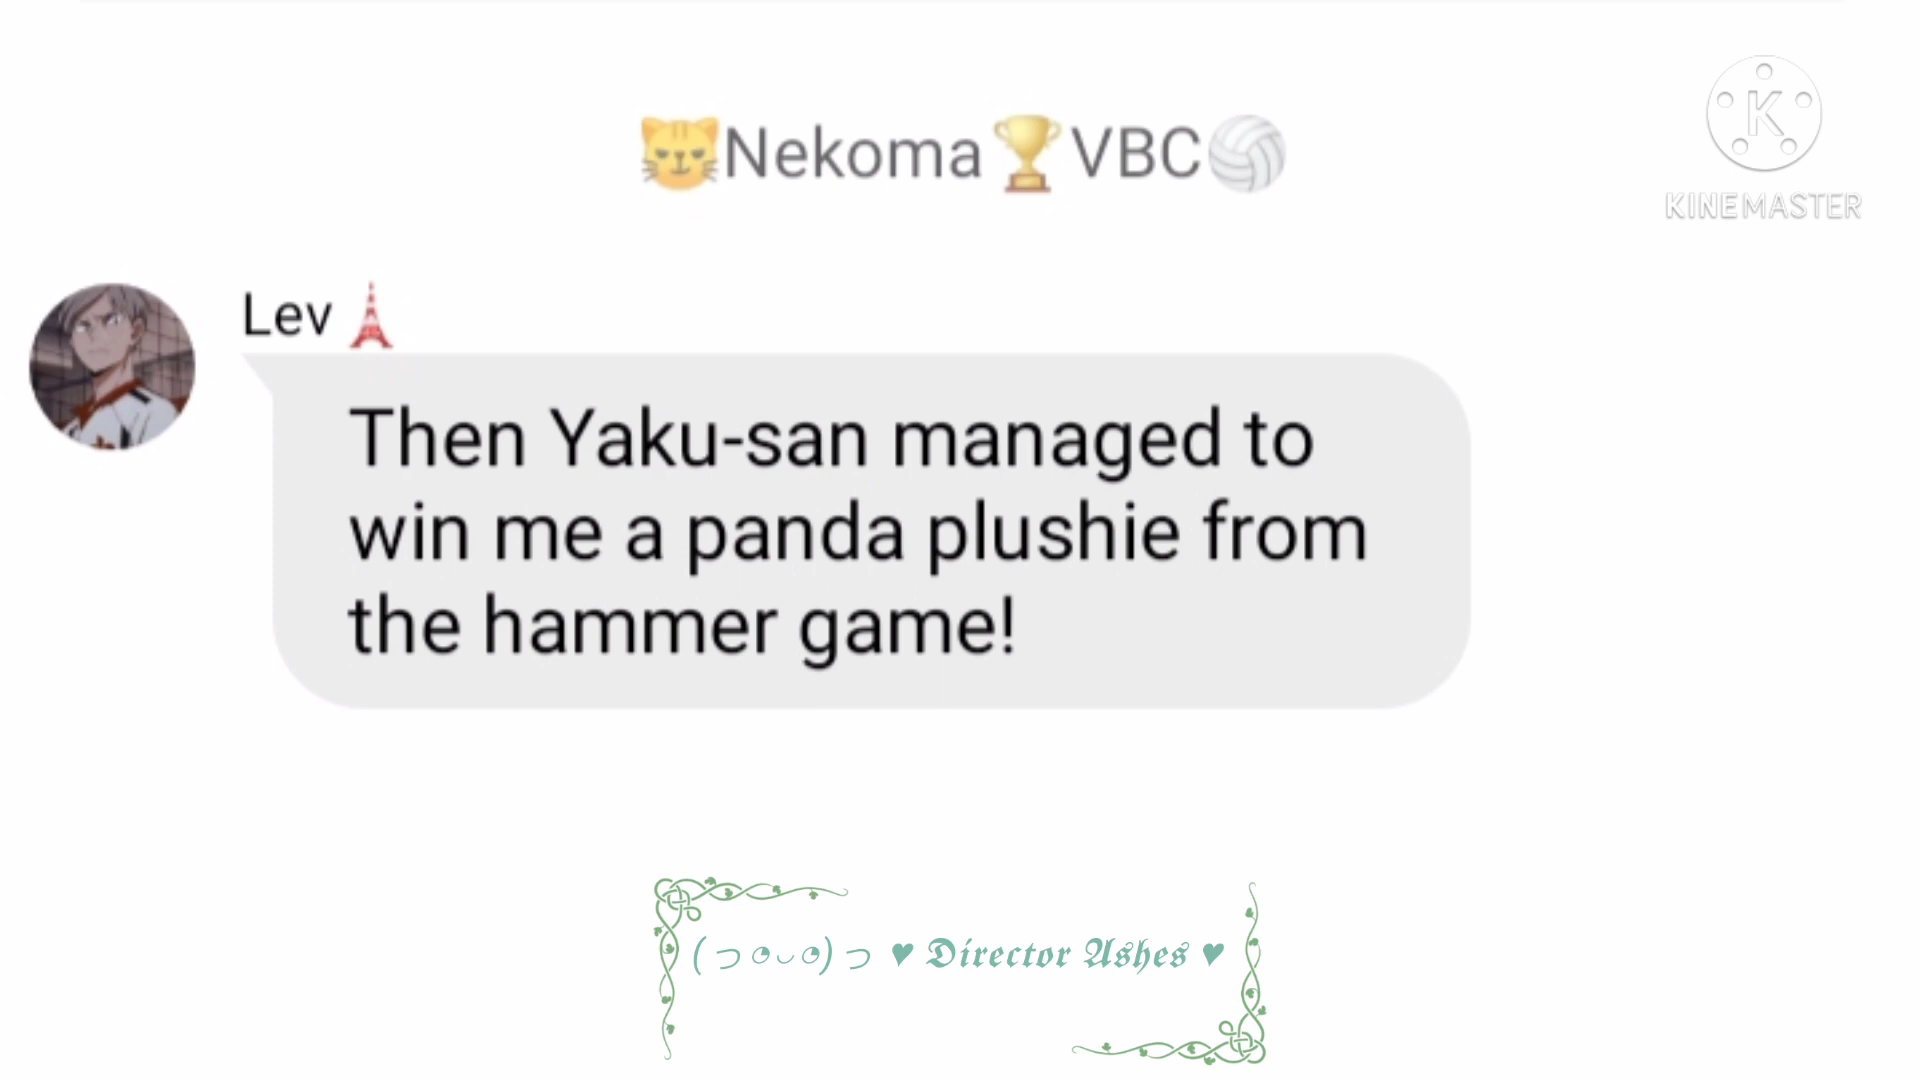 😼Nekoma🏆VBC🏐
K
KINEMASTER
Lev🗼
Then Yaku-san managed to
win me a panda plushie from
the hammer game!
(っ◔◡◔)っ ♥ Director Ashes ♥